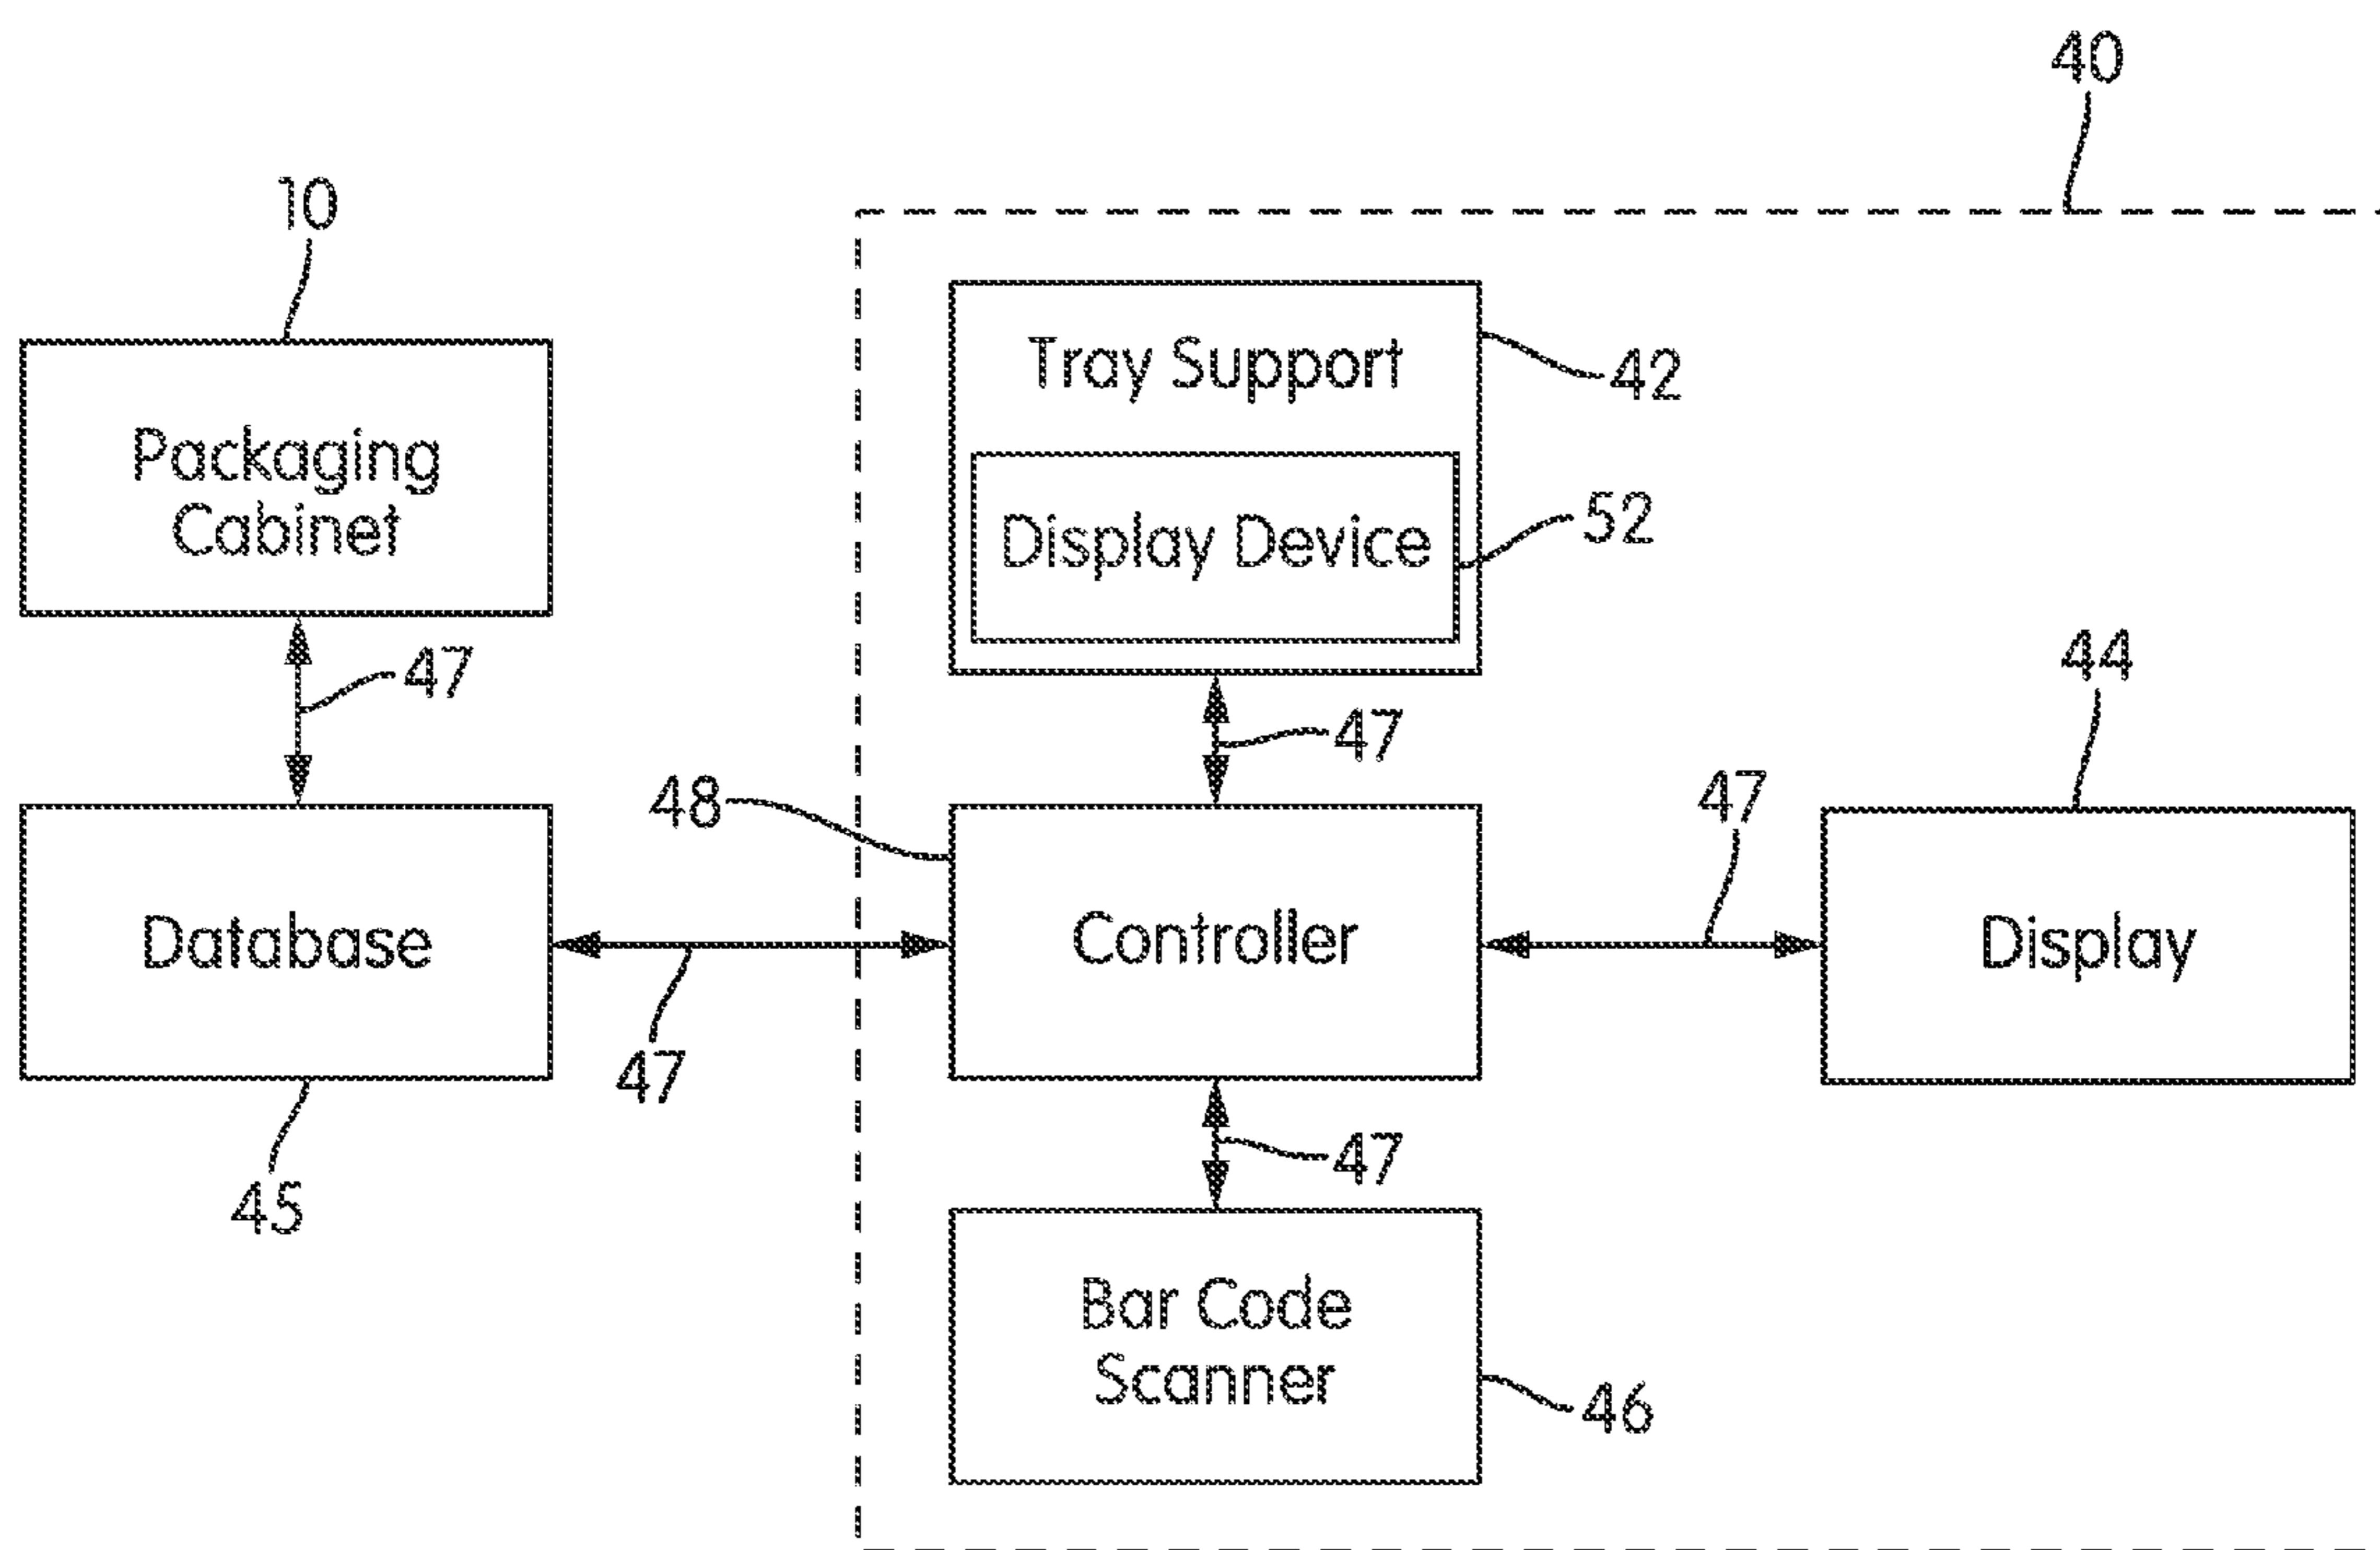 40
10
Tray Support
42
Packaging
Cabinet
Display Device
52
47
47
44
48
47
Database
Controller
Display
47
47
45
Bar Code
Scanner
46